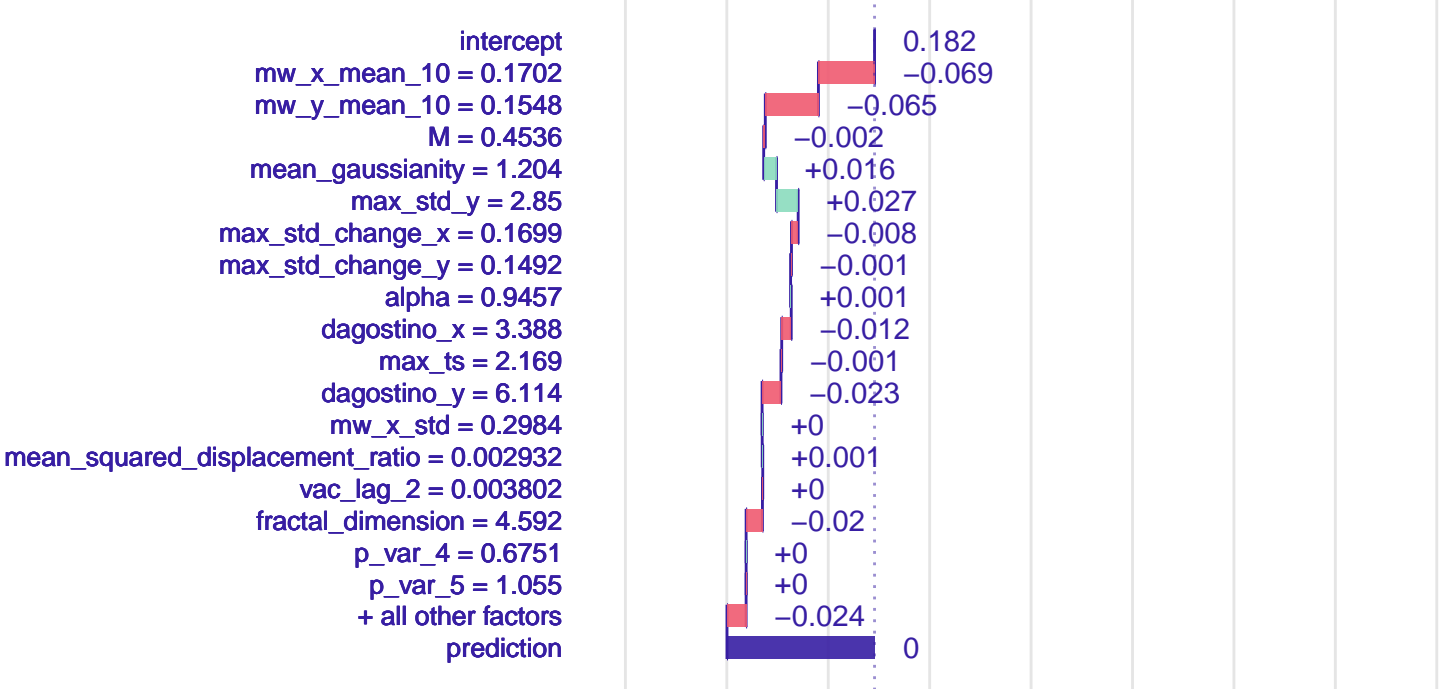 intercept 0.182
mw_x_mean_10 = 0.1702 −0.069
mw_y_mean_10 = 0.1548 −0.065
M = 0.4536 −0.002
mean_gaussianity = 1.204 +0.016
max_std_y = 2.85 +0.027
max_std_change_x = 0.1699 −0.008
max_std_change_y = 0.1492 −0.001
alpha = 0.9457 +0.001
dagostino_x = 3.388 −0.012
max_ts = 2.169 −0.001
dagostino_y = 6.114 −0.023
mw_x_std = 0.2984 +0
mean_squared_displacement_ratio = 0.002932 +0.001
vac_lag_2 = 0.003802 +0
fractal_dimension = 4.592 −0.02
p_var_4 = 0.6751 +0
p_var_5 = 1.055 +0
+ all other factors −0.024
prediction 0